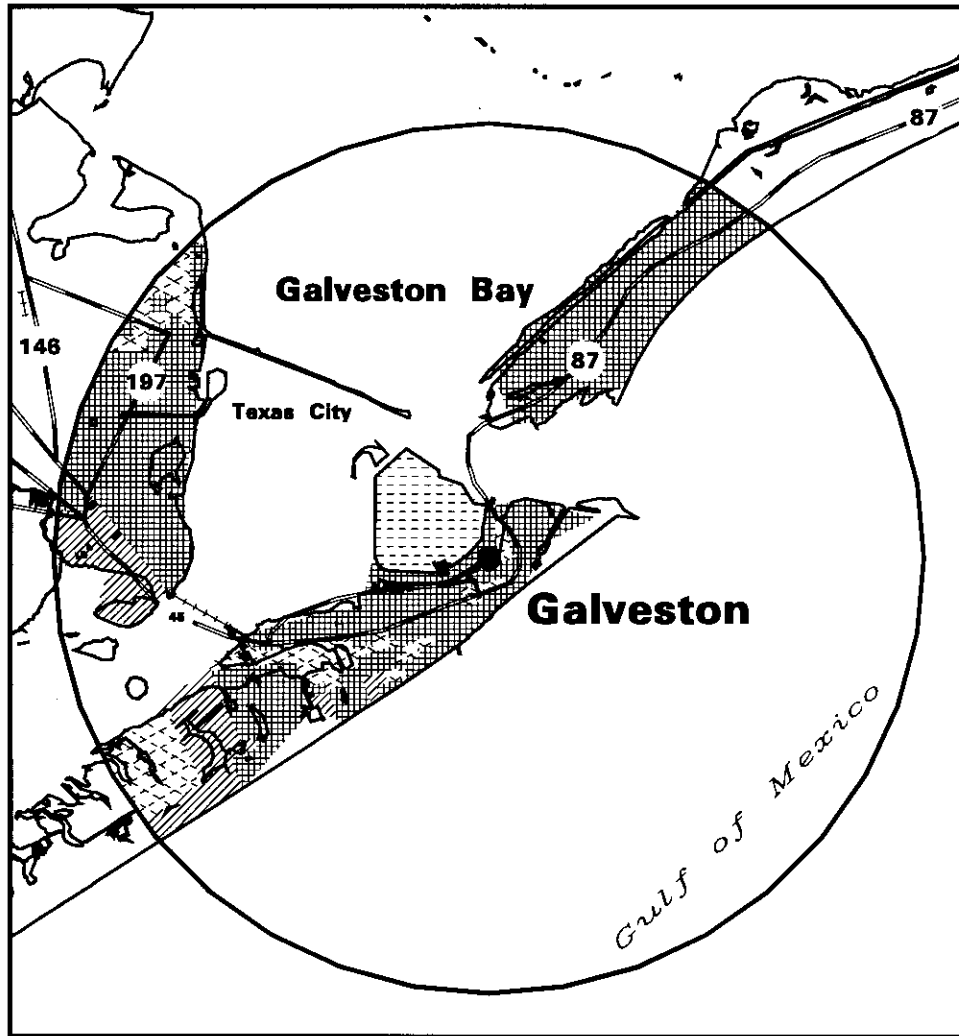 87
Galveston Bay
146
87
197
Texas City
Galveston
45
Gulf of Mexico